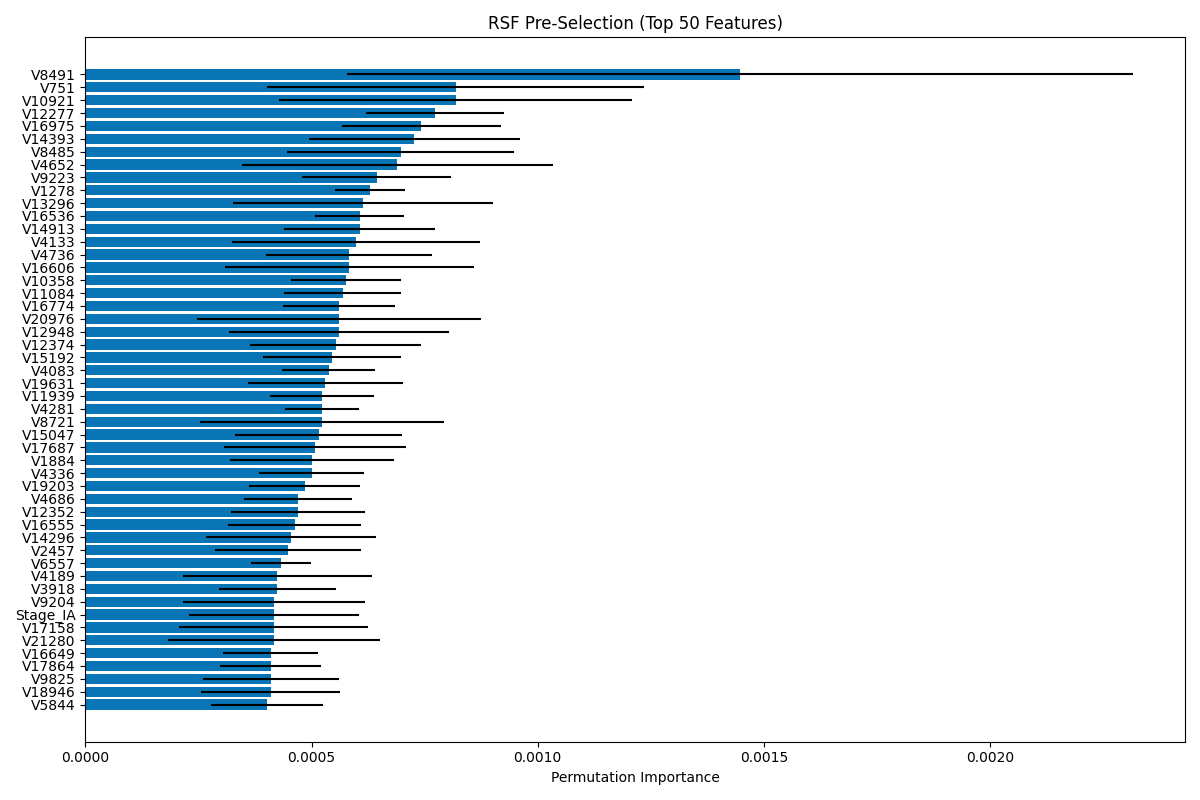 RSF Pre-Selection (Top 50 Features)
V8491
V751
V10921
V12277
V16975
V14393
V8485
V4652
V9223
V1278
V13296
V16536
V14913
V4133
V4736
V16606
V10358
V11084
V16774
V20976
V12948
V12374
V15192
V4083
V19631
V11939
V4281
V8721
V15047
V17687
V1884
V4336
V19203
V4686
V12352
V16555
V14296
V2457
V6557
V4189
V3918
V9204
Stage_IA
V17158
V21280
V16649
V17864
V9825
V18946
V5844
0.0000 0.0005 0.0010 0.0015 0.0020
Permutation Importance